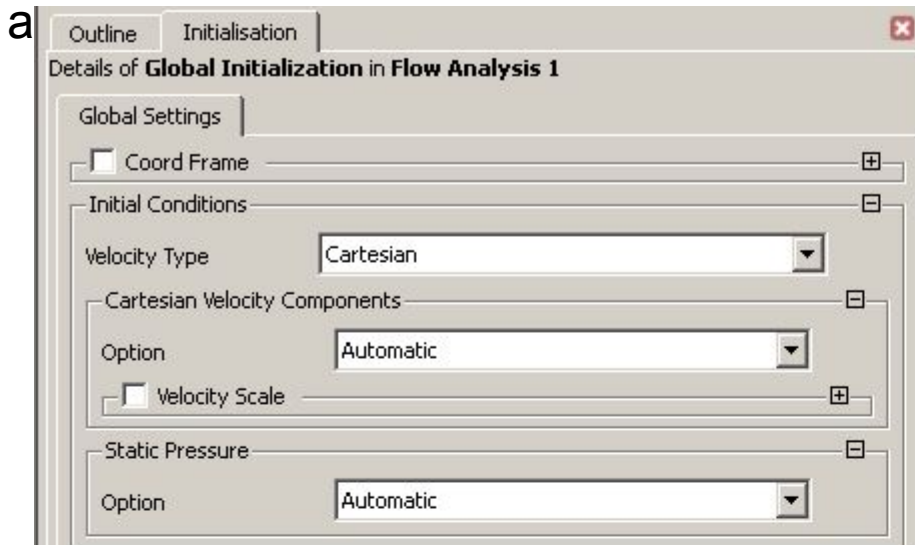 a
Outline Initialisation
Details of Global Initialization in Flow Analysis 1
Global Settings
Coord Frame
Initial Conditions
Velocity Type Cartesian
Cartesian Velocity Components
Option Automatic
Velocity Scale
Static Pressure
Option Automatic